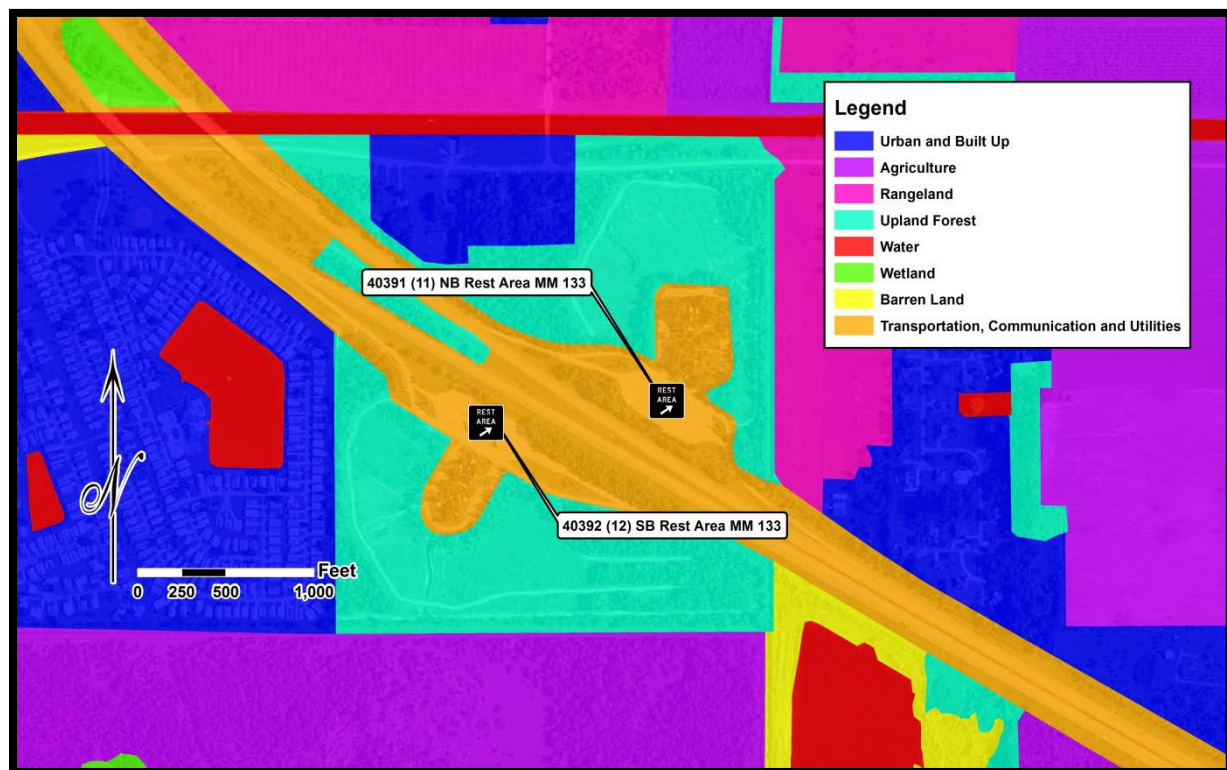 Legend
Urban and Built Up
Agriculture
Rangeland
Upland Forest
Water
Wetland
Barren Land
Transportation, Communication and Utilities
40391 (11) NB Rest Area MM 133
REST
AREA
REST
AREA
40392 (12) SB Rest Area MM 133
N
Feet
0 250 500 1,000